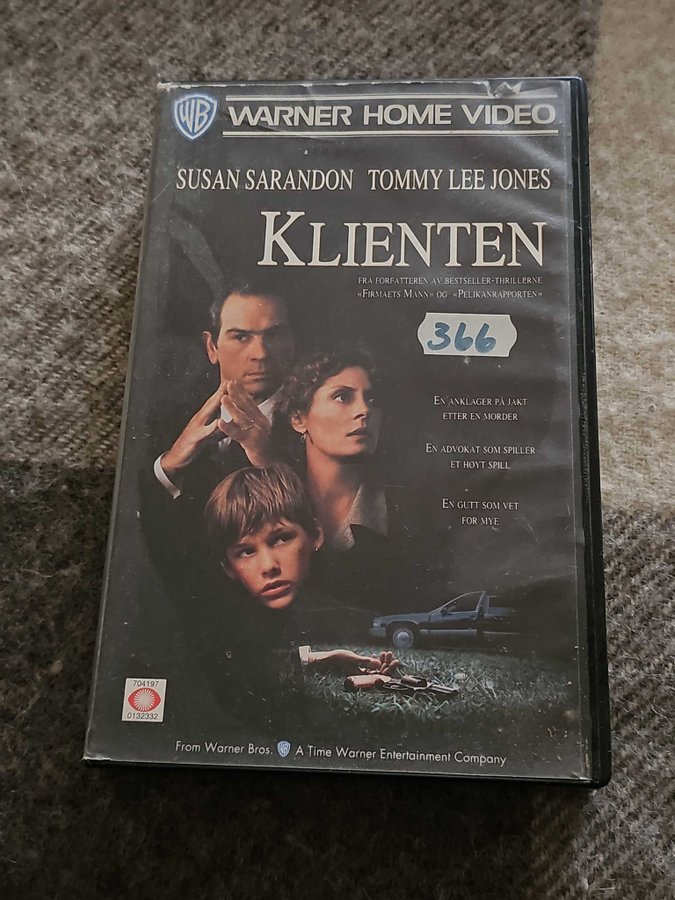 WB WARNER HOME VIDEO
SUSAN SARANDON TOMMY LEE JONES
KLIENTEN
FRA FORFATTEREN AV BESTSELLER-THRILLERNE
«FIRMAETS MANN» OG «PELIKANRAPPORTEN»
366
EN ANKLAGER PÅ JAKT
ETTER EN MORDER
EN ADVOKAT SOM SPILLER
ET HØYT SPILL
EN GUTT SOM VET
FOR MYE
704197
0132332
From Warner Bros. WB A Time Warner Entertainment Company